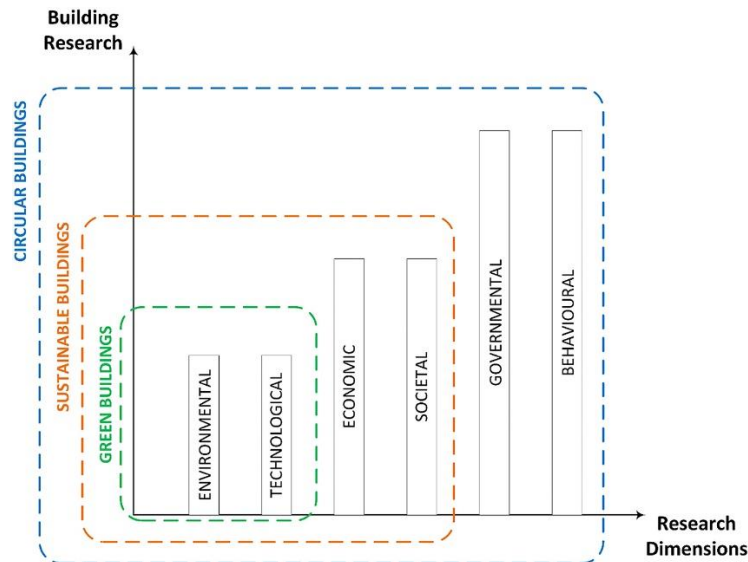 Building
Research
CIRCULAR BUILDINGS
SUSTAINABLE BUILDINGS
GREEN BUILDINGS
ENVIRONMENTAL
TECHNOLOGICAL
ECONOMIC
SOCIETAL
GOVERNMENTAL
BEHAVIOURAL
Research
Dimensions